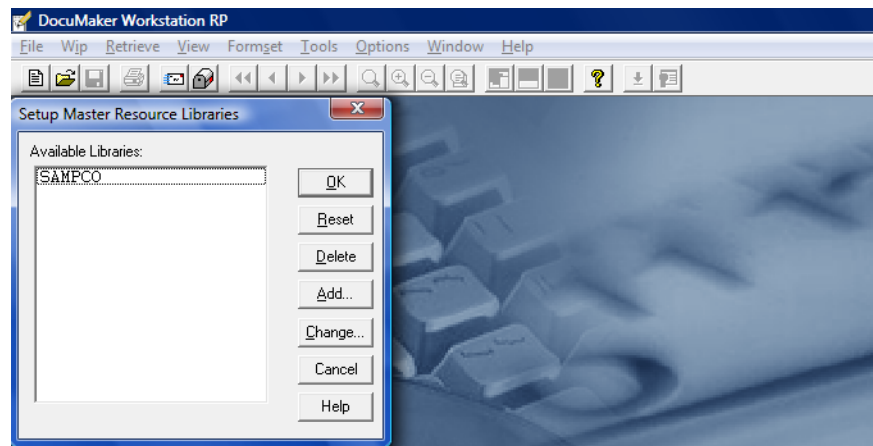 DocuMaker Workstation RP
File Wip Retrieve View Formset Tools Options Window Help
Setup Master Resource Libraries
Available Libraries:
SAMPCO
OK
Reset
Delete
Add...
Change...
Cancel
Help